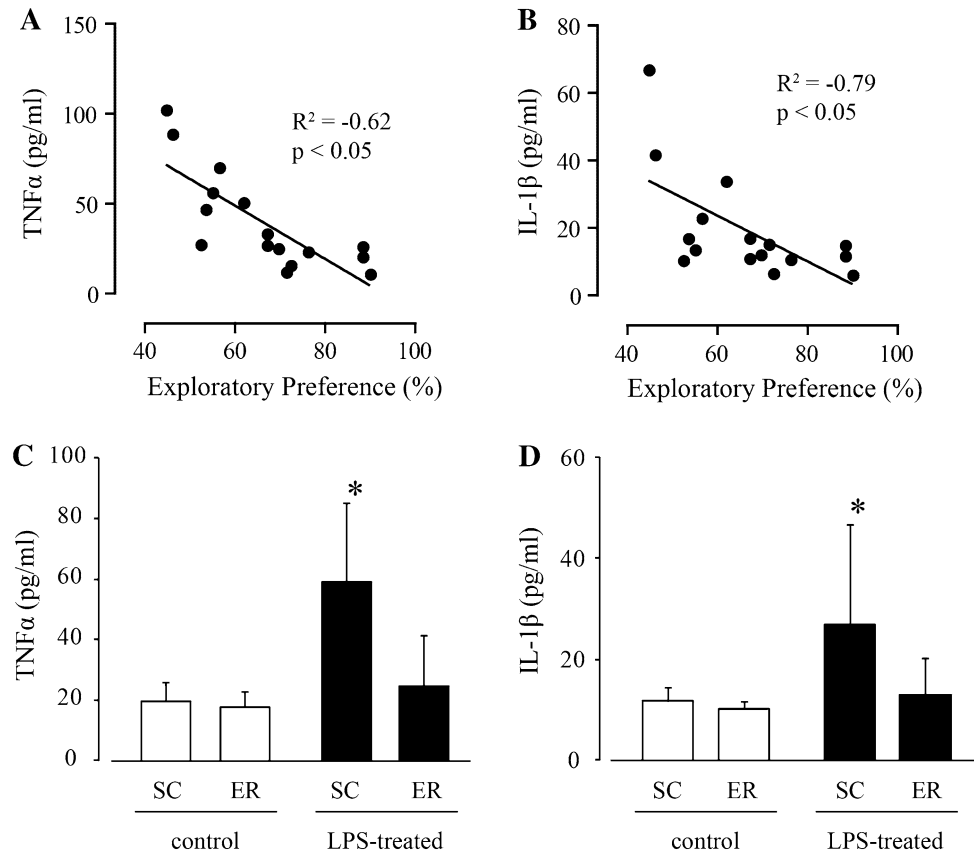 A
150
100
50
0
TNFα (pg/ml)
R² = -0.62
p < 0.05
40 60 80 100
Exploratory Preference (%)
B
80
60
40
20
0
IL-1β (pg/ml)
R² = -0.79
p < 0.05
40 60 80 100
Exploratory Preference (%)
C
100
80
60
40
20
0
TNFα (pg/ml)
*
SC ER SC ER
control LPS-treated
D
60
40
20
0
IL-1β (pg/ml)
*
SC ER SC ER
control LPS-treated